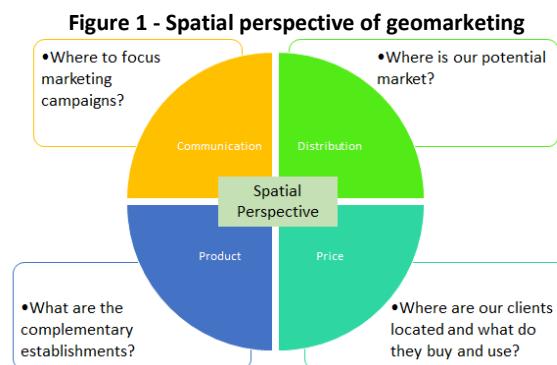 Figure 1 - Spatial perspective of geomarketing
•Where to focus
marketing
campaigns?
•Where is our potential
market?
Communication
Distribution
Spatial
Perspective
Product
Price
•What are the
complementary
establishments?
•Where are our clients
located and what do
they buy and use?